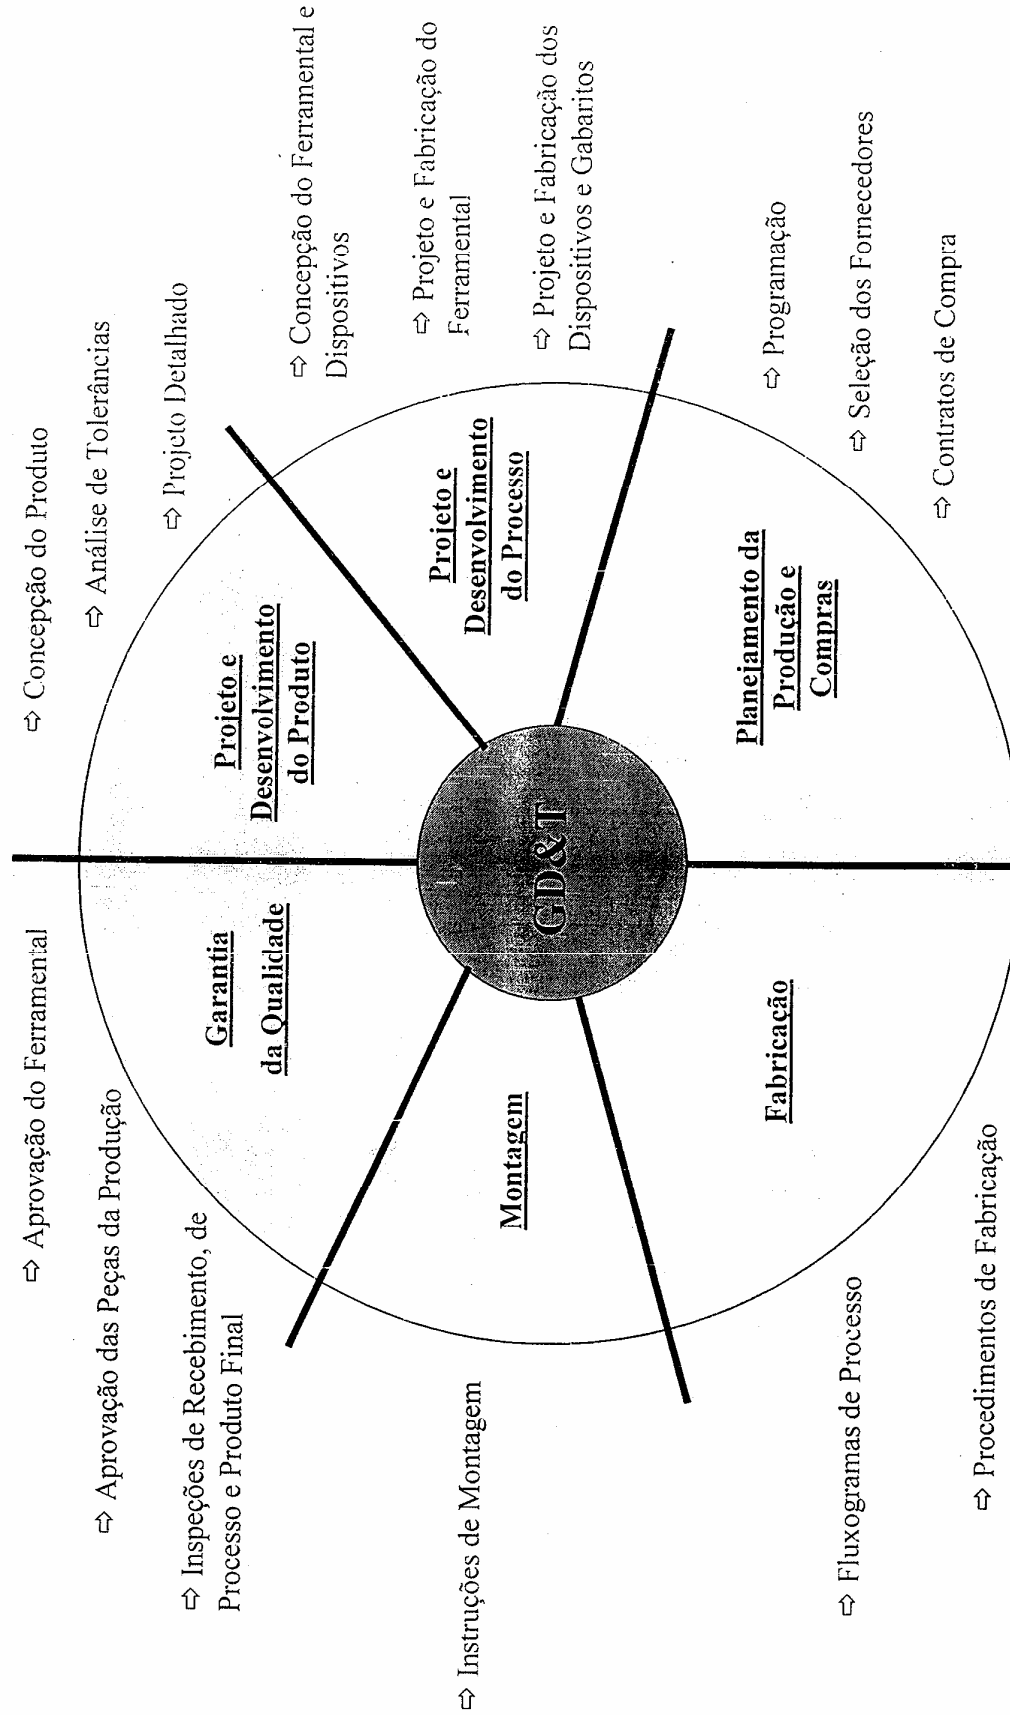 ⇨ Concepção do Produto
⇨ Análise de Tolerâncias
⇨ Projeto Detalhado
Projeto e
Desenvolvimento
do Produto
⇨ Concepção do Ferramental e
Dispositivos
⇨ Projeto e Fabricação do
Ferramental
⇨ Projeto e Fabricação dos
Dispositivos e Gabaritos
Projeto e
Desenvolvimento
do Processo
⇨ Programação
⇨ Seleção dos Fornecedores
⇨ Contratos de Compra
Planejamento da
Produção e
Compras
Fabricação
⇨ Fluxogramas de Processo
⇨ Procedimentos de Fabricação
Montagem
⇨ Instruções de Montagem
Garantia
da Qualidade
⇨ Aprovação do Ferramental
⇨ Aprovação das Peças da Produção
⇨ Inspeções de Recebimento, de
Processo e Produto Final
GD&T